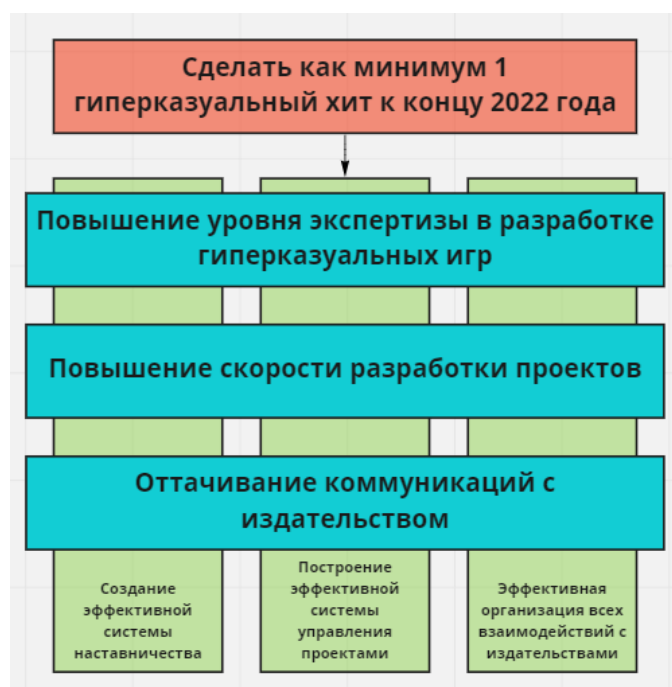 Сделать как минимум 1
гиперказуальный хит к концу 2022 года
Повышение уровня экспертизы в разработке
гиперказуальных игр
Повышение скорости разработки проектов
Оттачивание коммуникаций с
издательством
Создание
эффективной
системы
наставничества
Построение
эффективной
системы
управления
проектами
Эффективная
организация всех
взаимодействий с
издательствами